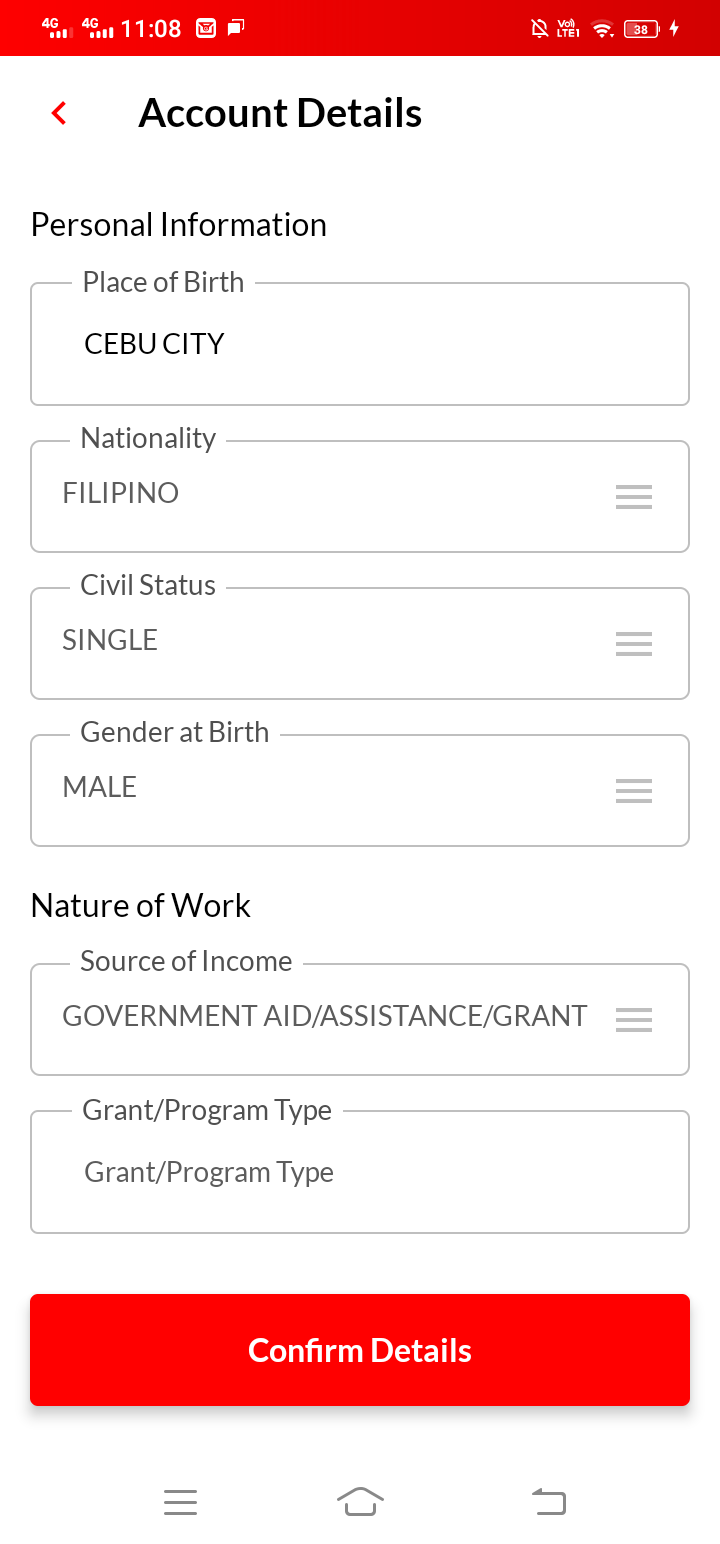 4G 4G 11:08 VoD LTE1 38
Account Details
Personal Information
Place of Birth
CEBU CITY
Nationality
FILIPINO
Civil Status
SINGLE
Gender at Birth
MALE
Nature of Work
Source of Income
GOVERNMENT AID/ASSISTANCE/GRANT
Grant/Program Type
Grant/Program Type
Confirm Details